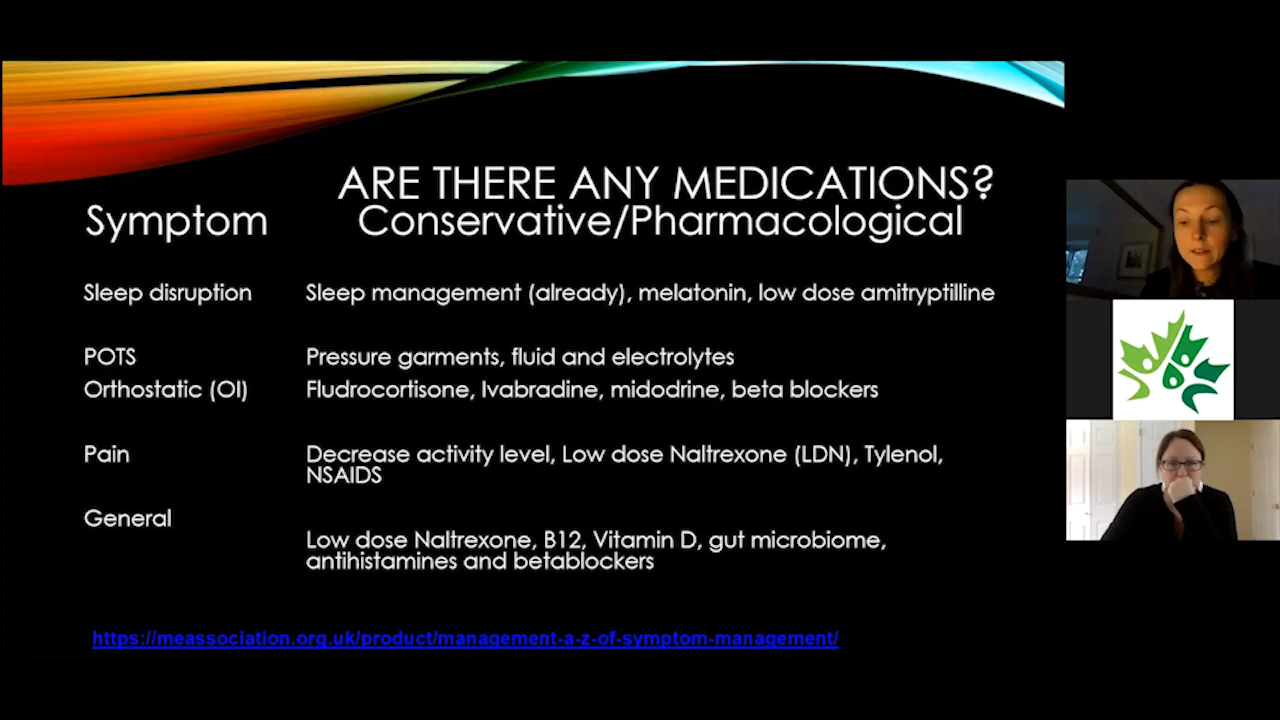 ARE THERE ANY MEDICATIONS?
Symptom Conservative/Pharmacological
Sleep disruption Sleep management (already), melatonin, low dose amitryptilline
POTS Pressure garments, fluid and electrolytes
Orthostatic (OI) Fludrocortisone, Ivabradine, midodrine, beta blockers
Pain Decrease activity level, Low dose Naltrexone (LDN), Tylenol,
NSAIDS
General
Low dose Naltrexone, B12, Vitamin D, gut microbiome,
antihistamines and betablockers
https://meassociation.org.uk/product/management-a-z-of-symptom-management/